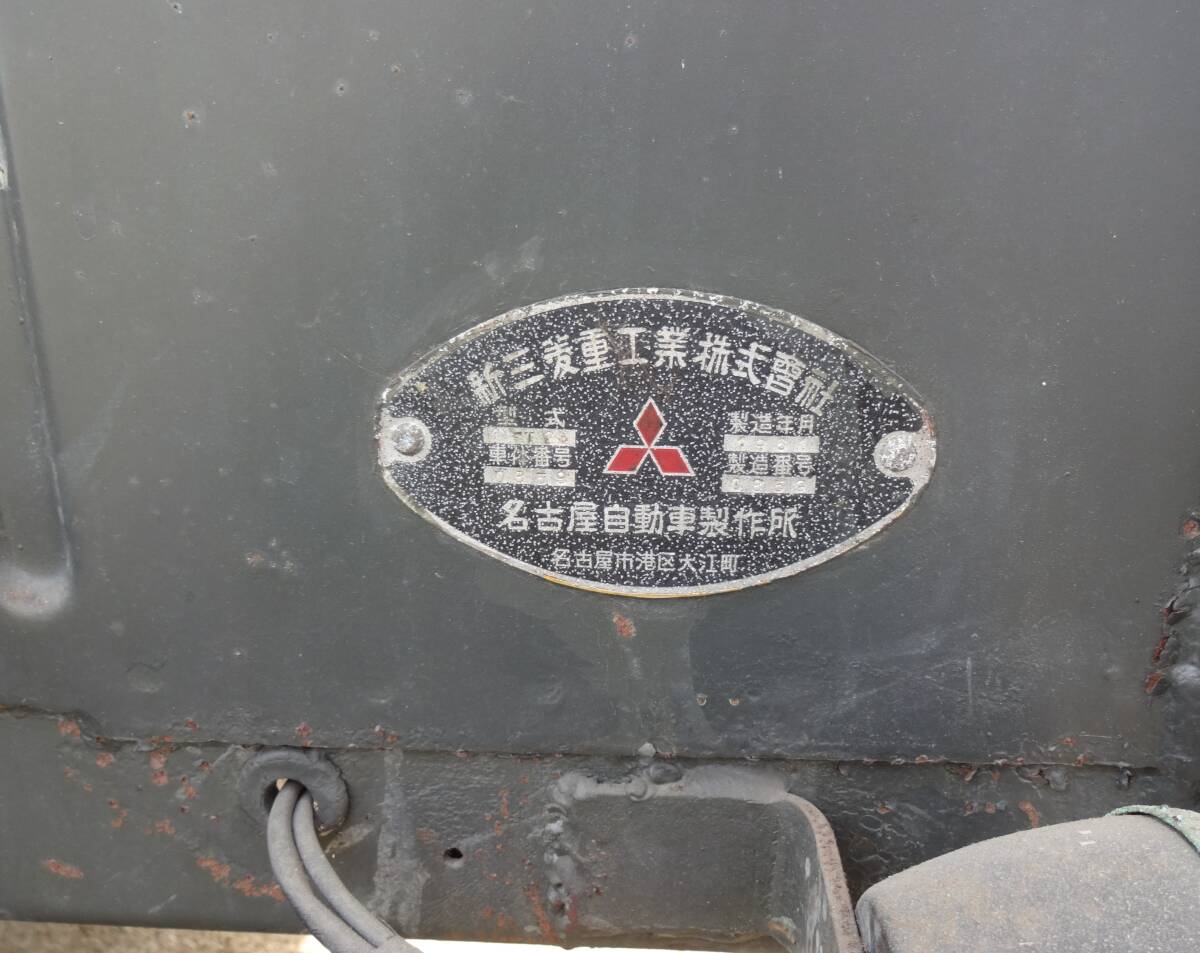 新三菱重工業株式會社
型式
製造年月
車体番号
製造番号
名古屋自動車製作所
名古屋市港区大江町